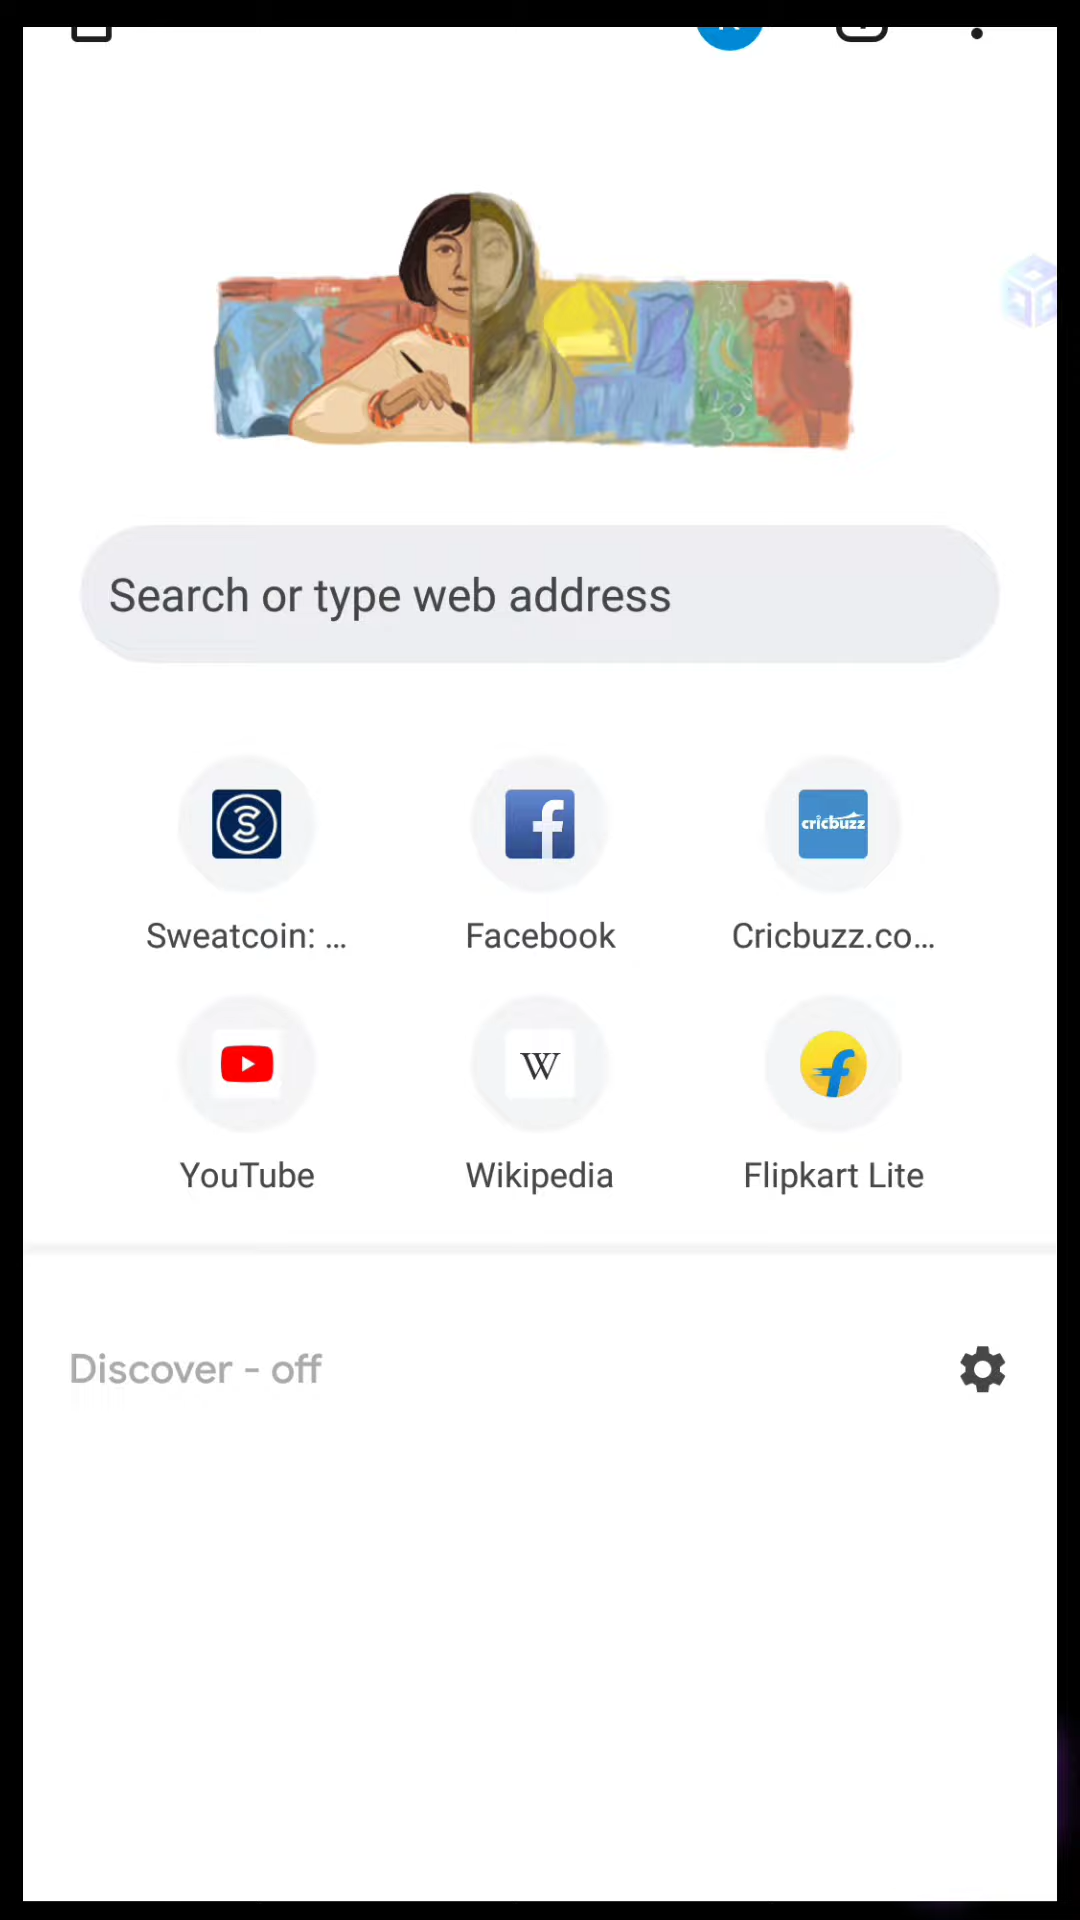 Search or type web address
Sweatcoin: ...
Facebook
cricbuzz
Cricbuzz.co...
YouTube
W
Wikipedia
Flipkart Lite
Discover - off